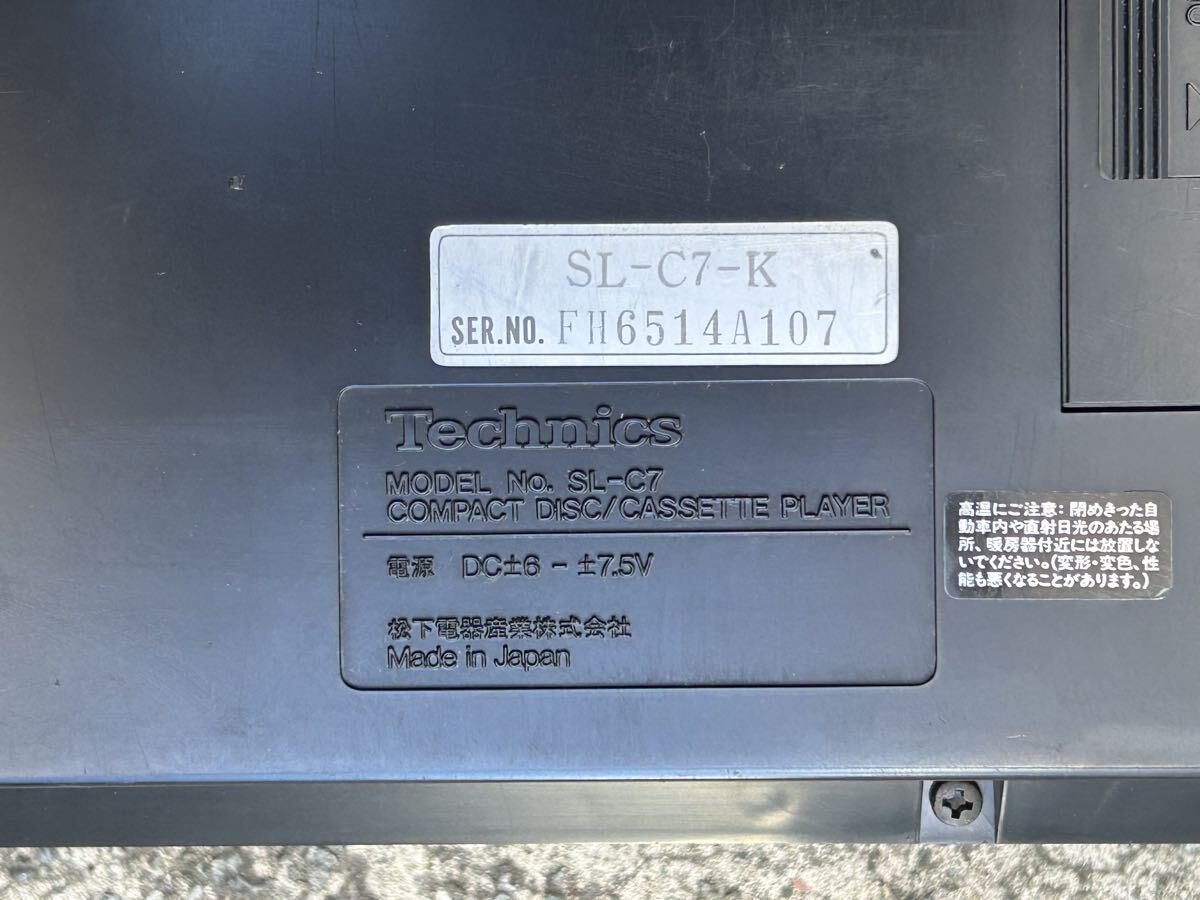 SL-C7-K
SER.NO. FH6514A107
Technics
MODEL No. SL-C7
COMPACT DISC/CASSETTE PLAYER
電源 DC±6 - ±7.5V
松下電器産業株式会社
Made in Japan
高温にご注意:閉めきった自
動車内や直射日光のあたる場
所、暖房器付近には放置しな
いでください。(変形・変色、性
能も悪くなることがあります。)